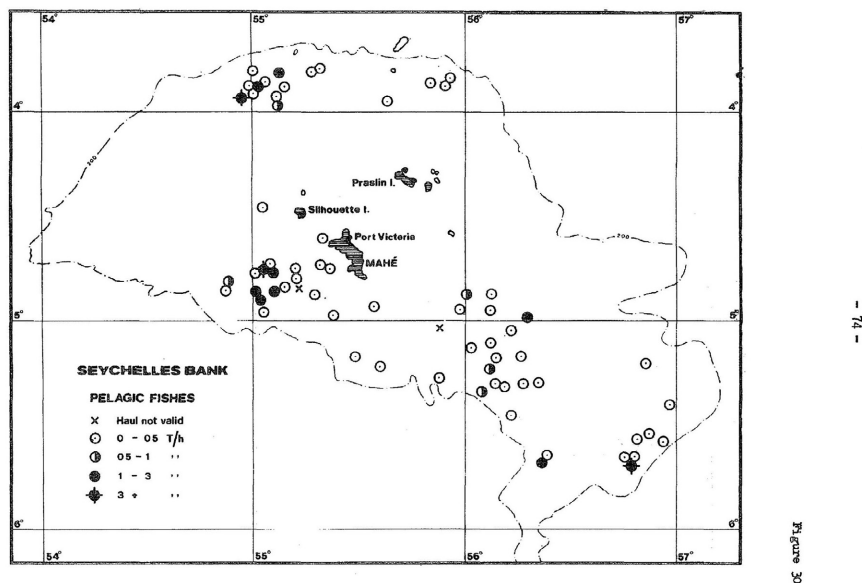 54° 55° 56° 57°
4° 4°
200
Praslin I.
Silhouette I.
Port Victoria
MAHÉ
200
5° 5°
SEYCHELLES BANK
PELAGIC FISHES
Haul not valid
0 - 05 T/h
05 - 1 ''
1 - 3 ''
3 + ''
6° 6°
54° 55° 56° 57°
- 74 -
Figure 30